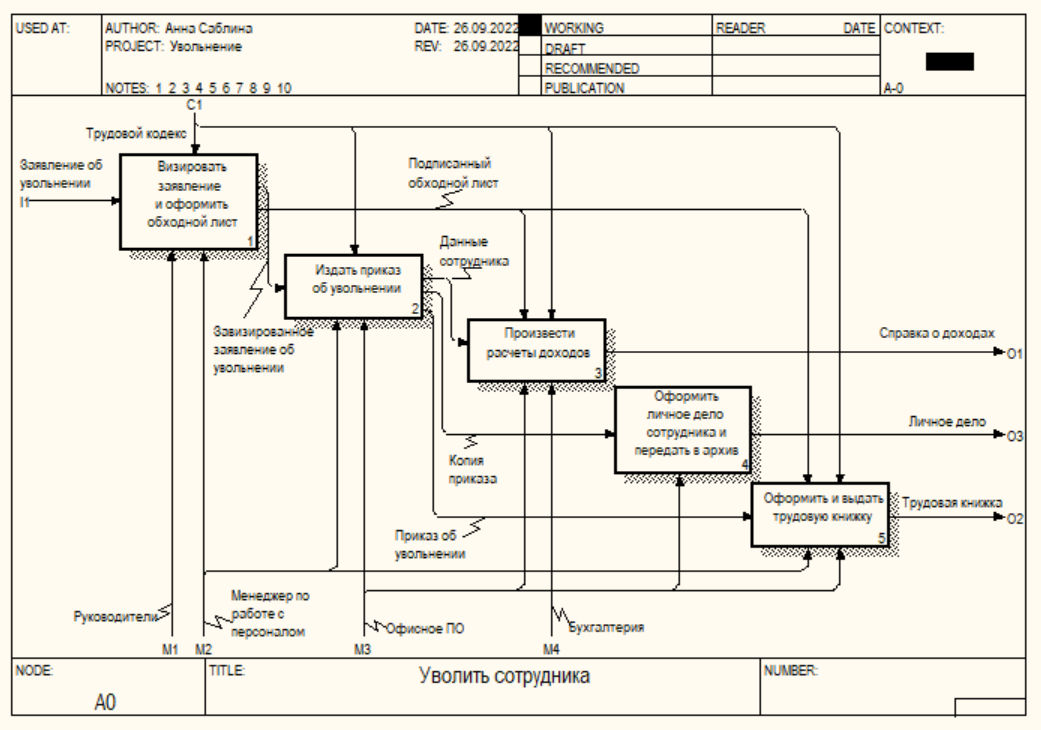 USED AT:
AUTHOR: Анна Саблина
DATE: 26.09.2022
WORKING
READER
DATE
CONTEXT:
PROJECT: Увольнение
REV: 26.09.2022
DRAFT
RECOMMENDED
NOTES: 1 2 3 4 5 6 7 8 9 10
PUBLICATION
A-0
C1
Трудовой кодекс
Заявление об
увольнении
I1
Визировать
заявление
и оформить
обходной лист
1
Подписанный
обходной лист
Данные
сотрудника
Издать приказ
об увольнении
2
Завизированное
заявление об
увольнении
Произвести
расчеты доходов
3
Справка о доходах
O1
Оформить
личное дело
сотрудника и
передать в архив
4
Личное дело
O3
Копия
приказа
Оформить и выдать
трудовую книжку
5
Трудовая книжка
O2
Приказ об
увольнении
Руководители
Менеджер по
работе с
персоналом
Офисное ПО
Бухгалтерия
M1
M2
M3
M4
NODE:
A0
TITLE:
Уволить сотрудника
NUMBER: